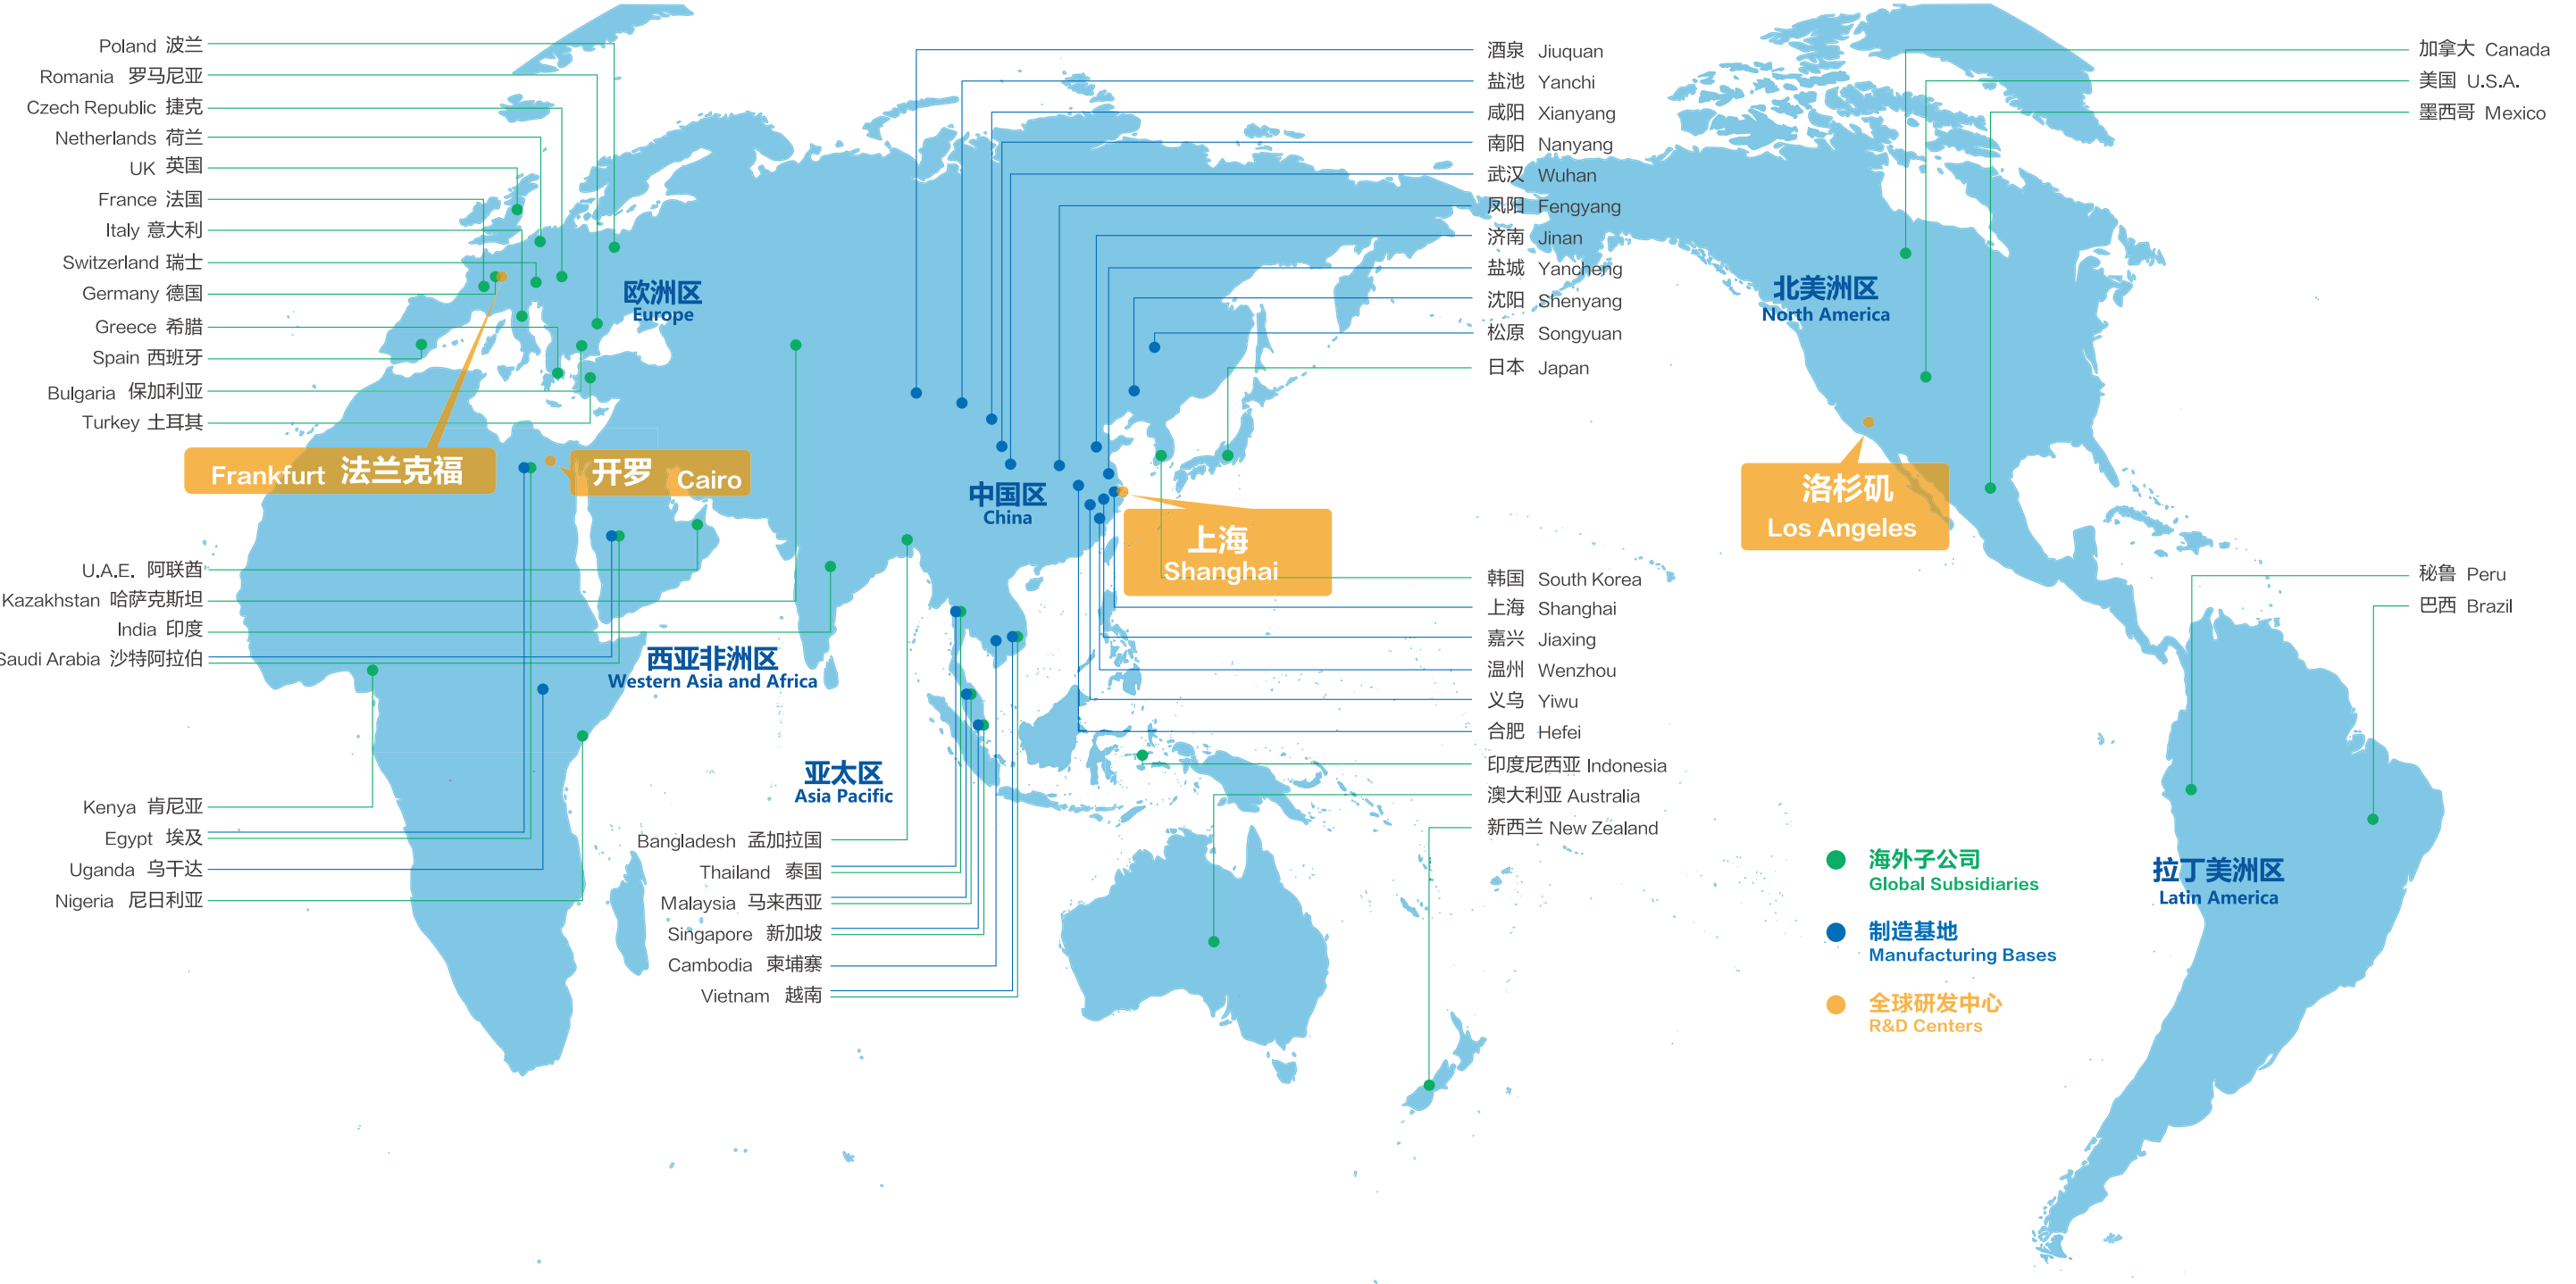 Poland 波兰
Romania 罗马尼亚
Czech Republic 捷克
Netherlands 荷兰
UK 英国
France 法国
Italy 意大利
Switzerland 瑞士
Germany 德国
Greece 希腊
Spain 西班牙
Bulgaria 保加利亚
Turkey 土耳其
Frankfurt 法兰克福
开罗 Cairo
U.A.E. 阿联酋
Kazakhstan 哈萨克斯坦
India 印度
Saudi Arabia 沙特阿拉伯
Kenya 肯尼亚
Egypt 埃及
Uganda 乌干达
Nigeria 尼日利亚
欧洲区
Europe
西亚非洲区
Western Asia and Africa
亚太区
Asia Pacific
Bangladesh 孟加拉国
Thailand 泰国
Malaysia 马来西亚
Singapore 新加坡
Cambodia 柬埔寨
Vietnam 越南
中国区
China
上海
Shanghai
酒泉 Jiuquan
盐池 Yanchi
咸阳 Xianyang
南阳 Nanyang
武汉 Wuhan
凤阳 Fengyang
济南 Jinan
盐城 Yancheng
沈阳 Shenyang
松原 Songyuan
日本 Japan
韩国 South Korea
上海 Shanghai
嘉兴 Jiaxing
温州 Wenzhou
义乌 Yiwu
合肥 Hefei
印度尼西亚 Indonesia
澳大利亚 Australia
新西兰 New Zealand
北美洲区
North America
洛杉矶
Los Angeles
加拿大 Canada
美国 U.S.A.
墨西哥 Mexico
秘鲁 Peru
巴西 Brazil
拉丁美洲区
Latin America
海外子公司
Global Subsidiaries
制造基地
Manufacturing Bases
全球研发中心
R&D Centers